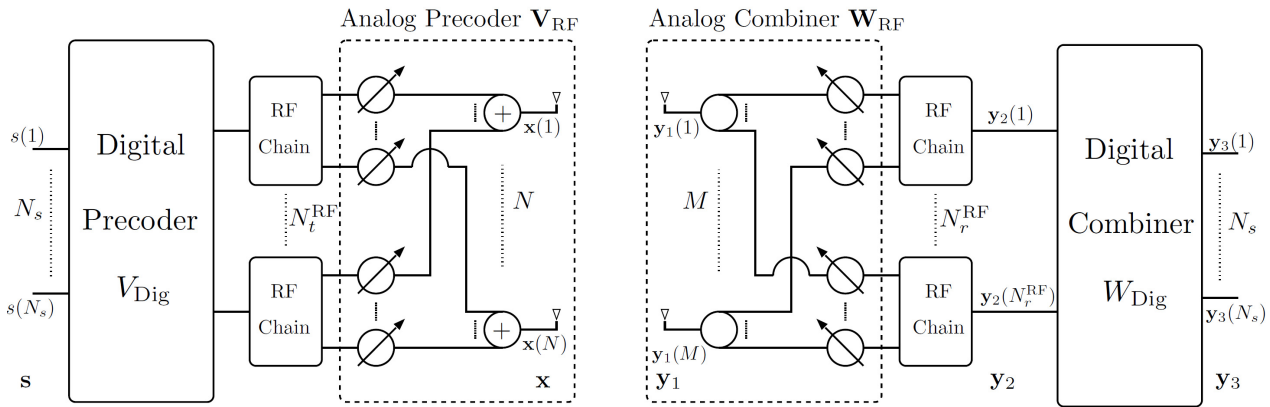 Analog Precoder V_RF
Analog Combiner W_RF
s(1)
N_s
s(N_s)
s
Digital
Precoder
V_Dig
RF
Chain
N_t^RF
RF
Chain
+
x(1)
N
+
x(N)
x
y_1(1)
M
y_1(M)
y_1
RF
Chain
N_r^RF
RF
Chain
y_2(1)
y_2(N_r^RF)
y_2
Digital
Combiner
W_Dig
y_3(1)
N_s
y_3(N_s)
y_3